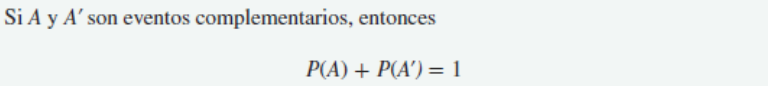 Si A y A′ son eventos complementarios, entonces
P(A) + P(A′) = 1